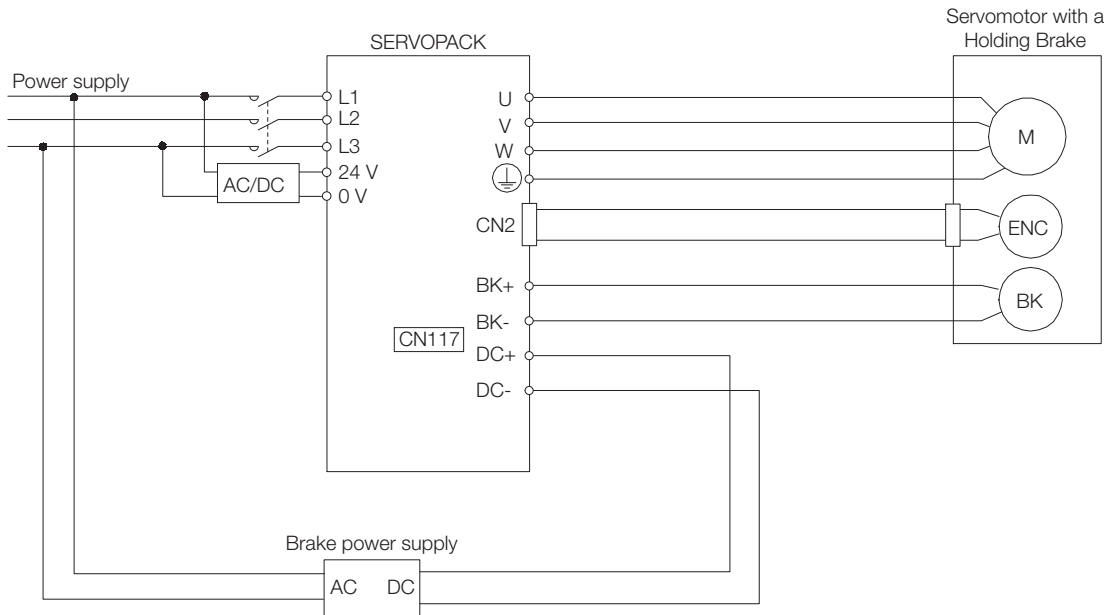 Servomotor with a
Holding Brake
SERVOPACK
Power supply
L1
L2
L3
24 V
0 V
AC/DC
U
V
W
CN2
BK+
BK-
CN117
DC+
DC-
M
ENC
BK
Brake power supply
AC DC